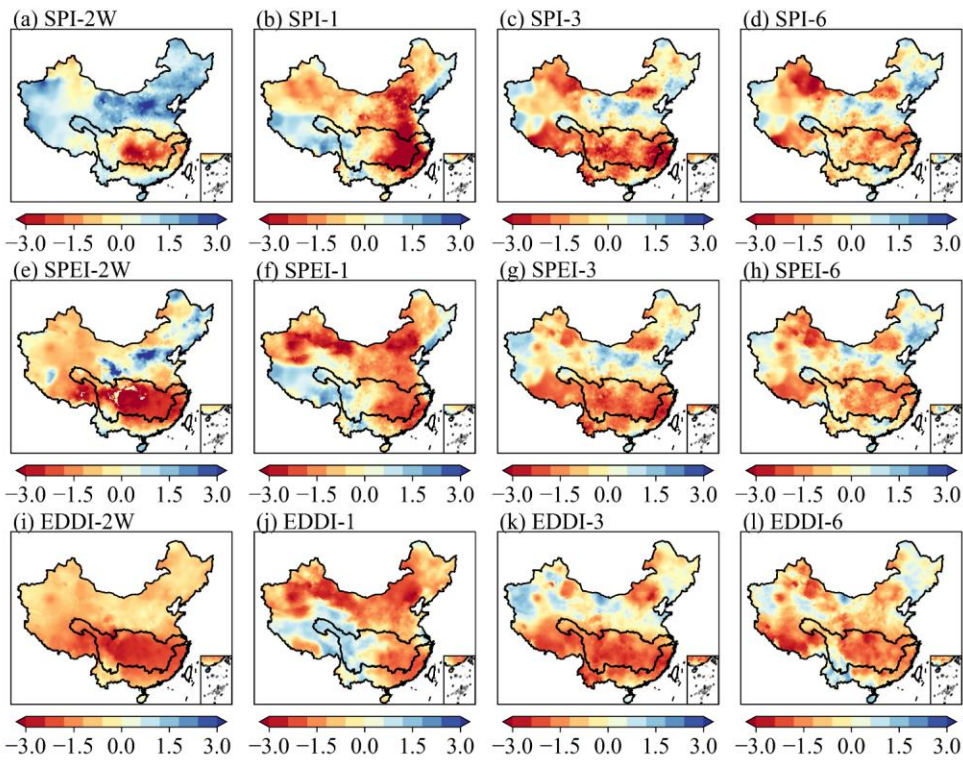 (a) SPI-2W (b) SPI-1 (c) SPI-3 (d) SPI-6
−3.0 −1.5 0.0 1.5 3.0 −3.0 −1.5 0.0 1.5 3.0 −3.0 −1.5 0.0 1.5 3.0 −3.0 −1.5 0.0 1.5 3.0
(e) SPEI-2W (f) SPEI-1 (g) SPEI-3 (h) SPEI-6
−3.0 −1.5 0.0 1.5 3.0 −3.0 −1.5 0.0 1.5 3.0 −3.0 −1.5 0.0 1.5 3.0 −3.0 −1.5 0.0 1.5 3.0
(i) EDDI-2W (j) EDDI-1 (k) EDDI-3 (l) EDDI-6
−3.0 −1.5 0.0 1.5 3.0 −3.0 −1.5 0.0 1.5 3.0 −3.0 −1.5 0.0 1.5 3.0 −3.0 −1.5 0.0 1.5 3.0